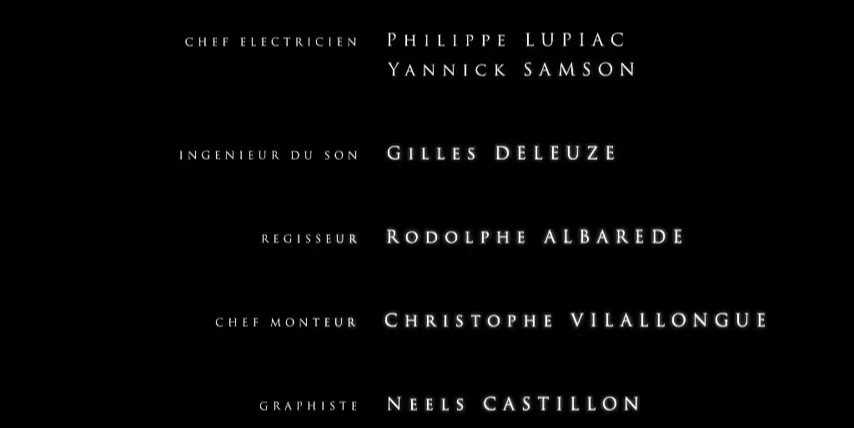 CHEF ELECTRICIEN PHILIPPE LUPIAC
YANNICK SAMSON
INGENIEUR DU SON GILLES DELEUZE
REGISSEUR RODOLPHE ALBAREDE
CHEF MONTEUR CHRISTOPHE VILALLONGUE
GRAPHISTE NEELS CASTILLON